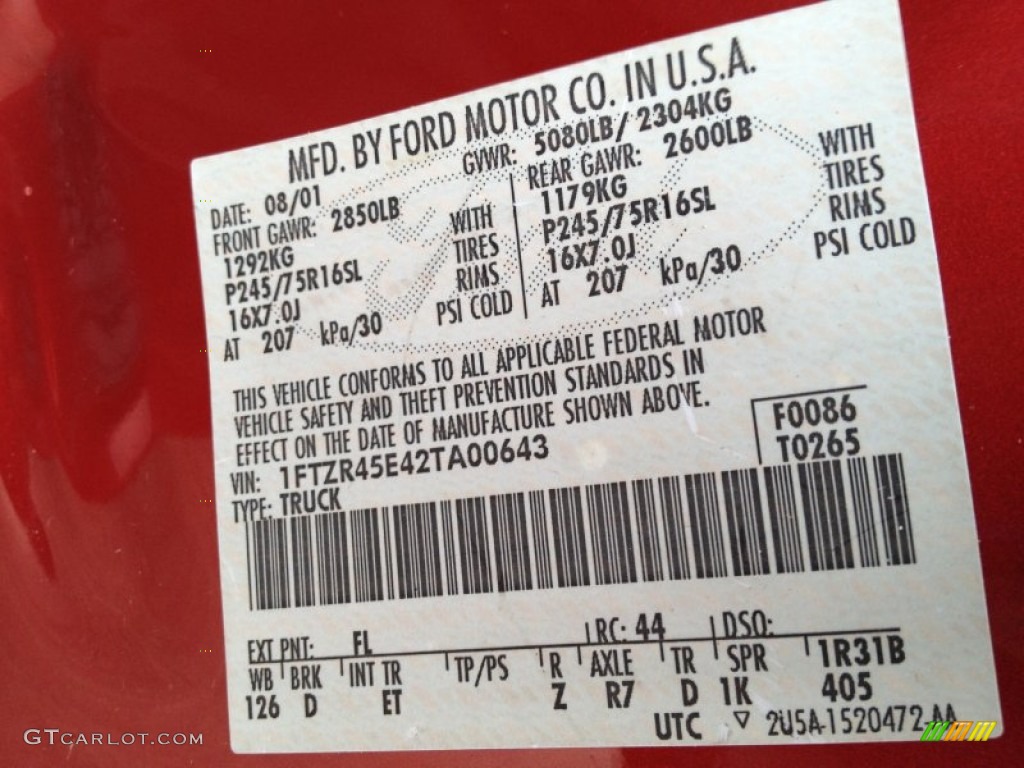 MFD. BY FORD MOTOR CO. IN U.S.A.
DATE: 08/01 GVWR: 5080LB/ 2304KG
FRONT GAWR: 2850LB REAR GAWR: 2600LB
1292KG WITH 1179KG WITH
P245/75R16SL TIRES P245/75R16SL TIRES
16X7.0J RIMS 16X7.0J RIMS
AT 207 kPa/30 PSI COLD AT 207 kPa/30 PSI COLD
THIS VEHICLE CONFORMS TO ALL APPLICABLE FEDERAL MOTOR
VEHICLE SAFETY AND THEFT PREVENTION STANDARDS IN
EFFECT ON THE DATE OF MANUFACTURE SHOWN ABOVE.
F0086
VIN: 1FTZR45E42TA00643 T0265
TYPE: TRUCK
EXT PNT: FL RC: 44 DSO:
WB BRK INT TR TP/PS R AXLE TR SPR 1R31B
126 D ET Z R7 D 1K 405
UTC ▽ 2U5A-1520472-AA
GTCARLOT.COM